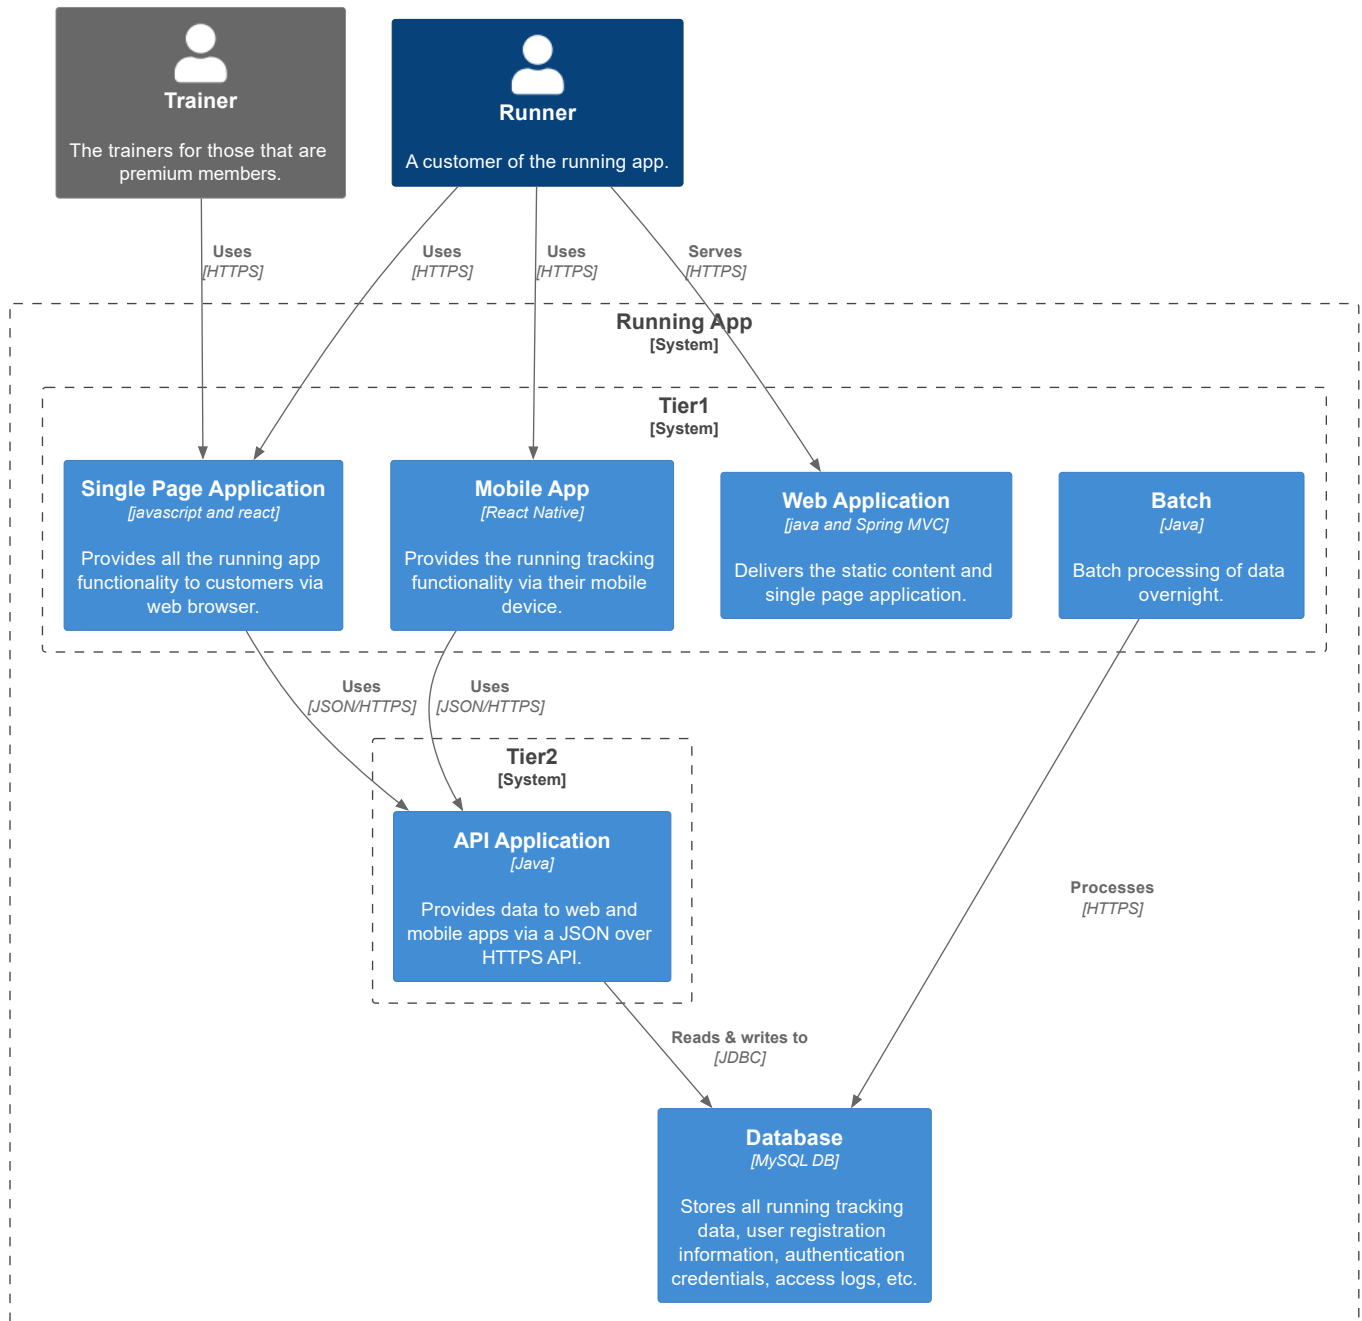 Trainer
The trainers for those that are
premium members.
Runner
A customer of the running app.
Uses
[HTTPS]
Uses
[HTTPS]
Uses
[HTTPS]
Serves
[HTTPS]
Running App
[System]
Tier1
[System]
Single Page Application
[javascript and react]
Provides all the running app
functionality to customers via
web browser.
Mobile App
[React Native]
Provides the running tracking
functionality via their mobile
device.
Web Application
[java and Spring MVC]
Delivers the static content and
single page application.
Batch
[Java]
Batch processing of data
overnight.
Uses
[JSON/HTTPS]
Uses
[JSON/HTTPS]
Tier2
[System]
API Application
[Java]
Provides data to web and
mobile apps via a JSON over
HTTPS API.
Processes
[HTTPS]
Reads & writes to
[JDBC]
Database
[MySQL DB]
Stores all running tracking
data, user registration
information, authentication
credentials, access logs, etc.